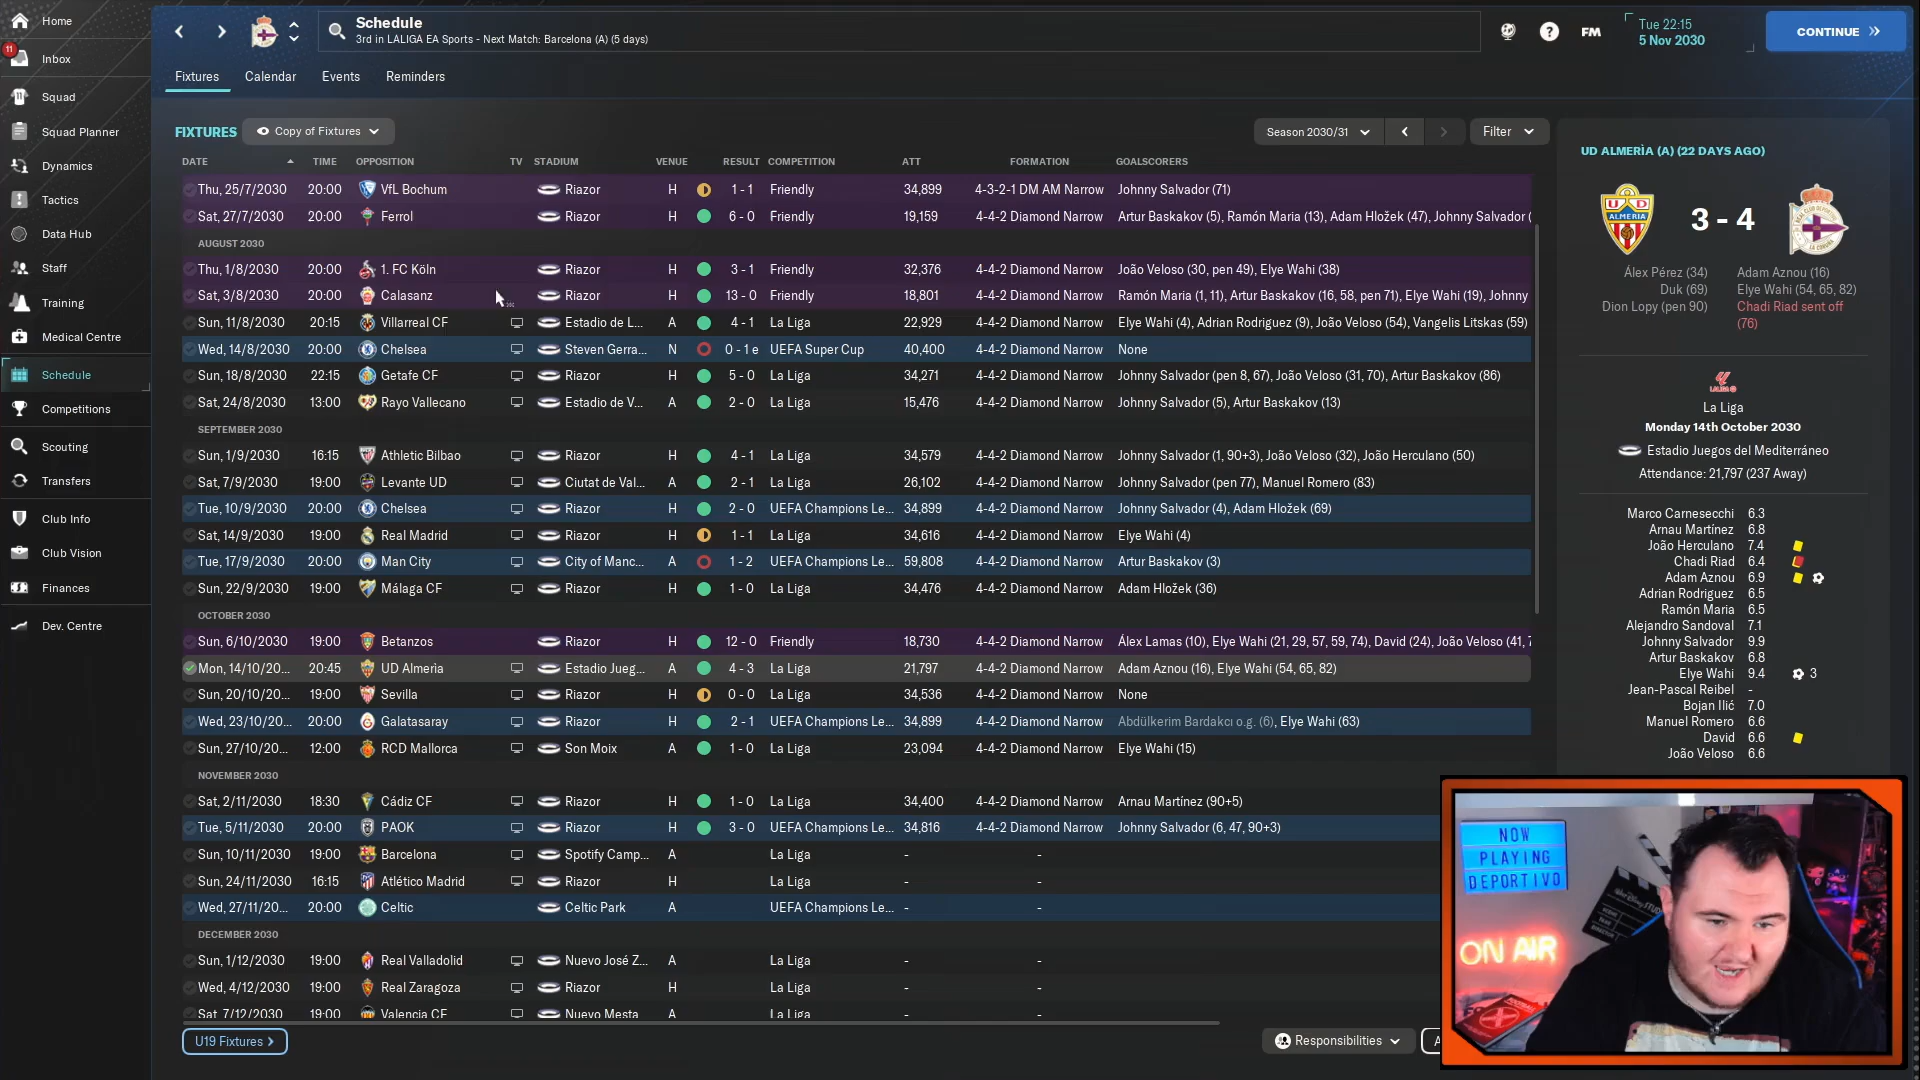 Home
11
Inbox
Squad
Squad Planner
Dynamics
Tactics
Data Hub
Staff
Training
Medical Centre
Schedule
Competitions
Scouting
Transfers
Club Info
Club Vision
Finances
Dev. Centre
Schedule
3rd in LALIGA EA Sports - Next Match: Barcelona (A) (5 days)
FM
Tue 22:15
5 Nov 2030
CONTINUE
Fixtures Calendar Events Reminders
FIXTURES Copy of Fixtures Season 2030/31 Filter
DATE TIME OPPOSITION TV STADIUM VENUE RESULT COMPETITION ATT FORMATION GOALSCORERS
Thu, 25/7/2030 20:00 VfL Bochum Riazor H 1 - 1 Friendly 34,899 4-3-2-1 DM AM Narrow Johnny Salvador (71)
Sat, 27/7/2030 20:00 Ferrol Riazor H 6 - 0 Friendly 19,159 4-4-2 Diamond Narrow Artur Baskakov (5), Ramón Maria (13), Adam Hložek (47), Johnny Salvador (
AUGUST 2030
Thu, 1/8/2030 20:00 1. FC Köln Riazor H 3 - 1 Friendly 32,376 4-4-2 Diamond Narrow João Veloso (30, pen 49), Elye Wahi (38)
Sat, 3/8/2030 20:00 Calasanz Riazor H 13 - 0 Friendly 18,801 4-4-2 Diamond Narrow Ramón Maria (1, 11), Artur Baskakov (16, 58, pen 71), Elye Wahi (19), Johnny
Sun, 11/8/2030 20:15 Villarreal CF Estadio de L... A 4 - 1 La Liga 22,929 4-4-2 Diamond Narrow Elye Wahi (4), Adrian Rodriguez (9), João Veloso (54), Vangelis Litskas (59)
Wed, 14/8/2030 20:00 Chelsea Steven Gerra... N 0 - 1 e UEFA Super Cup 40,400 4-4-2 Diamond Narrow None
Sun, 18/8/2030 22:15 Getafe CF Riazor H 5 - 0 La Liga 34,271 4-4-2 Diamond Narrow Johnny Salvador (pen 8, 67), João Veloso (31, 70), Artur Baskakov (86)
Sat, 24/8/2030 13:00 Rayo Vallecano Estadio de V... A 2 - 0 La Liga 15,476 4-4-2 Diamond Narrow Johnny Salvador (5), Artur Baskakov (13)
SEPTEMBER 2030
Sun, 1/9/2030 16:15 Athletic Bilbao Riazor H 4 - 1 La Liga 34,579 4-4-2 Diamond Narrow Johnny Salvador (1, 90+3), João Veloso (32), João Herculano (50)
Sat, 7/9/2030 19:00 Levante UD Ciutat de Val... A 2 - 1 La Liga 26,102 4-4-2 Diamond Narrow Johnny Salvador (pen 77), Manuel Romero (83)
Tue, 10/9/2030 20:00 Chelsea Riazor H 2 - 0 UEFA Champions Le... 34,899 4-4-2 Diamond Narrow Johnny Salvador (4), Adam Hložek (69)
Sat, 14/9/2030 19:00 Real Madrid Riazor H 1 - 1 La Liga 34,616 4-4-2 Diamond Narrow Elye Wahi (4)
Tue, 17/9/2030 20:00 Man City City of Manc... A 1 - 2 UEFA Champions Le... 59,808 4-4-2 Diamond Narrow Artur Baskakov (3)
Sun, 22/9/2030 19:00 Málaga CF Riazor H 1 - 0 La Liga 34,476 4-4-2 Diamond Narrow Adam Hložek (36)
OCTOBER 2030
Sun, 6/10/2030 19:00 Betanzos Riazor H 12 - 0 Friendly 18,730 4-4-2 Diamond Narrow Álex Lamas (10), Elye Wahi (21, 29, 57, 59, 74), David (24), João Veloso (41, 7
Mon, 14/10/20... 20:45 UD Almería Estadio Jueg... A 4 - 3 La Liga 21,797 4-4-2 Diamond Narrow Adam Aznou (16), Elye Wahi (54, 65, 82)
Sun, 20/10/20... 19:00 Sevilla Riazor H 0 - 0 La Liga 34,536 4-4-2 Diamond Narrow None
Wed, 23/10/20... 20:00 Galatasaray Riazor H 2 - 1 UEFA Champions Le... 34,899 4-4-2 Diamond Narrow Abdülkerim Bardakcı o.g. (6), Elye Wahi (63)
Sun, 27/10/20... 12:00 RCD Mallorca Son Moix A 1 - 0 La Liga 23,094 4-4-2 Diamond Narrow Elye Wahi (15)
NOVEMBER 2030
Sat, 2/11/2030 18:30 Cádiz CF Riazor H 1 - 0 La Liga 34,400 4-4-2 Diamond Narrow Arnau Martínez (90+5)
Tue, 5/11/2030 20:00 PAOK Riazor H 3 - 0 UEFA Champions Le... 34,816 4-4-2 Diamond Narrow Johnny Salvador (6, 47, 90+3)
Sun, 10/11/2030 19:00 Barcelona Spotify Camp... A La Liga - -
Sun, 24/11/2030 16:15 Atlético Madrid Riazor H La Liga - -
Wed, 27/11/20... 20:00 Celtic Celtic Park A UEFA Champions Le... - -
DECEMBER 2030
Sun, 1/12/2030 19:00 Real Valladolid Nuevo José Z... A La Liga - -
Wed, 4/12/2030 19:00 Real Zaragoza Riazor H La Liga - -
Sat, 7/12/2030 19:00 Valencia CF Nuevo Mesta A La Liga - -
U19 Fixtures
Responsibilities
UD ALMERÍA (A) (22 DAYS AGO)
U D
ALMERIA
3 - 4
Álex Pérez (34)
Duk (69)
Dion Lopy (pen 90)
Adam Aznou (16)
Elye Wahi (54, 65, 82)
Chadi Riad sent off
(76)
La Liga
Monday 14th October 2030
Estadio Juegos del Mediterráneo
Attendance: 21,797 (237 Away)
Marco Carnesecchi 6.3
Arnau Martínez 6.8
João Herculano 7.4
Chadi Riad 6.4
Adam Aznou 6.9
Adrian Rodriguez 6.5
Ramón Maria 6.5
Alejandro Sandoval 7.1
Johnny Salvador 9.9
Artur Baskakov 6.8
Elye Wahi 9.4 3
Jean-Pascal Reibel -
Bojan Ilić 7.0
Manuel Romero 6.6
David 6.6
João Veloso 6.6
NOW
PLAYING
DEPORTIVO
ON AIR